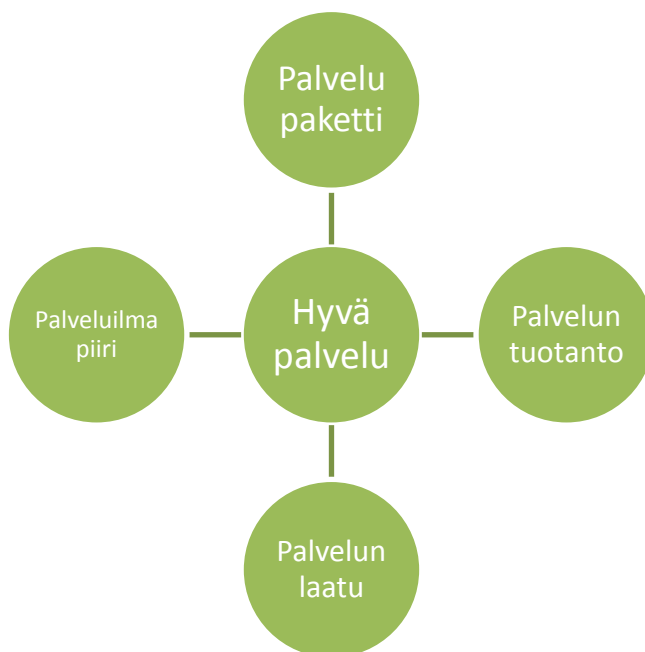 Palvelu
paketti
Palveluilma
piiri
Hyvä
palvelu
Palvelun
tuotanto
Palvelun
laatu